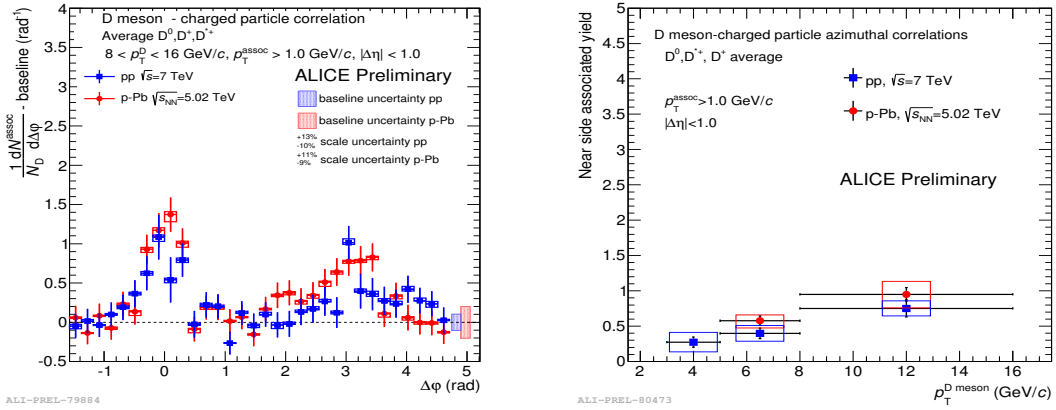 D meson - charged particle correlation
Average D⁰,D⁺,D*⁺
8 < p_T^D < 16 GeV/c, p_T^assoc > 1.0 GeV/c, |Δη| < 1.0
pp √s=7 TeV
p-Pb √s_NN=5.02 TeV
ALICE Preliminary
baseline uncertainty pp
baseline uncertainty p-Pb
+13%
-10% scale uncertainty pp
+11%
-9% scale uncertainty p-Pb
1/N_D dN^assoc/dΔφ - baseline (rad⁻¹)
4
3.5
3
2.5
2
1.5
1
0.5
0
-0.5
-1 0 1 2 3 4 5
Δφ (rad)
ALI-PREL-79884
D meson-charged particle azimuthal correlations
D⁰,D*⁺, D⁺ average
p_T^assoc>1.0 GeV/c
|Δη|<1.0
pp, √s=7 TeV
p-Pb, √s_NN=5.02 TeV
ALICE Preliminary
Near side associated yield
5
4.5
4
3.5
3
2.5
2
1.5
1
0.5
0
2 4 6 8 10 12 14 16
p_T^D meson (GeV/c)
ALI-PREL-80473